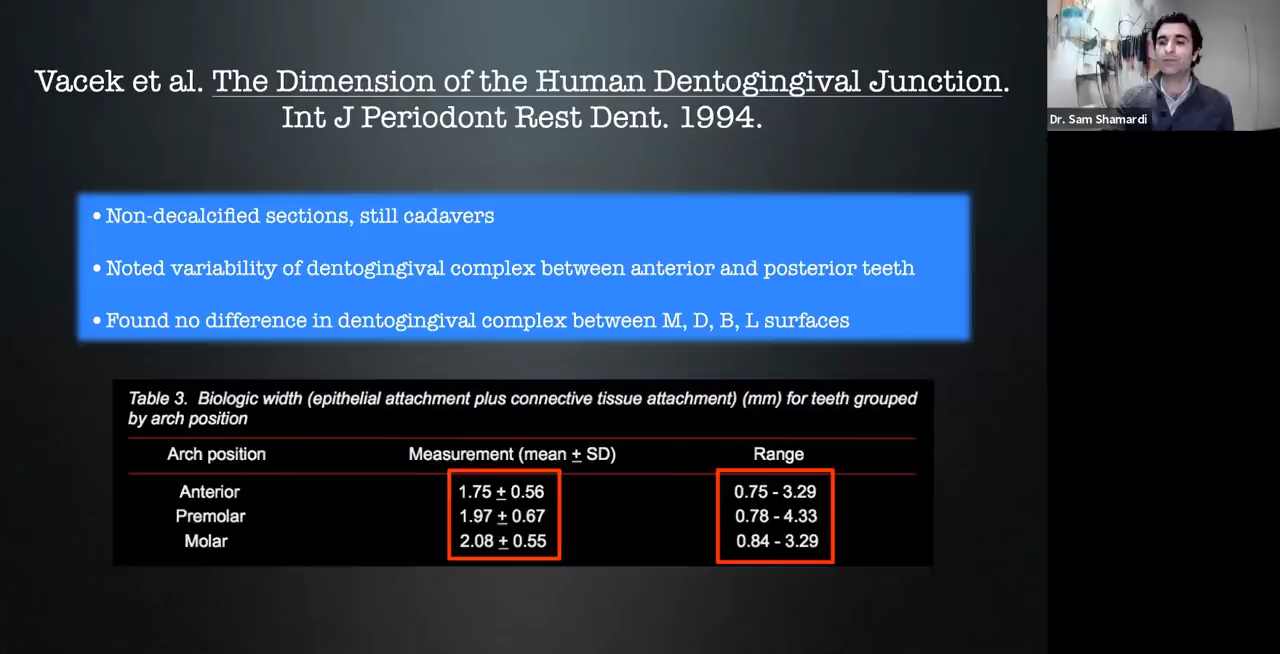 Vacek et al. The Dimension of the Human Dentogingival Junction.
Int J Periodont Rest Dent. 1994.
Dr. Sam Shamardi
• Non-decalcified sections, still cadavers
• Noted variability of dentogingival complex between anterior and posterior teeth
• Found no difference in dentogingival complex between M, D, B, L surfaces
Table 3. Biologic width (epithelial attachment plus connective tissue attachment) (mm) for teeth grouped
by arch position
Arch position Measurement (mean ± SD) Range
Anterior 1.75 ± 0.56 0.75 - 3.29
Premolar 1.97 ± 0.67 0.78 - 4.33
Molar 2.08 ± 0.55 0.84 - 3.29